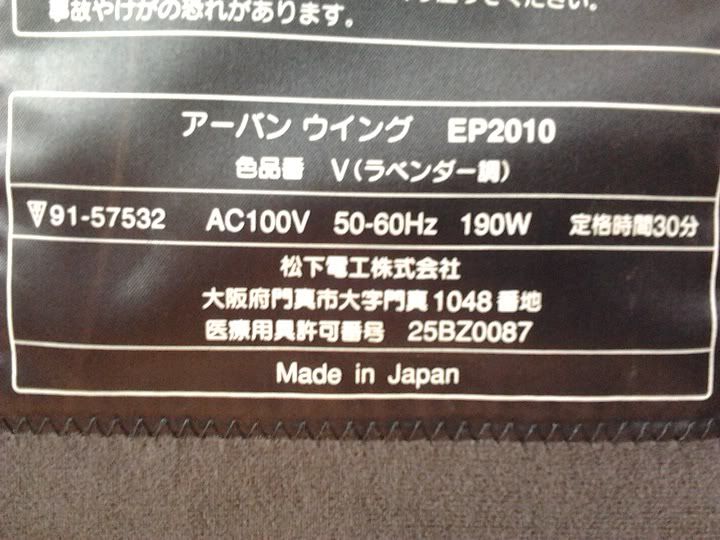 事故やけがの恐れがあります。
ください。
アーバン ウイング EP2010
色品番 V(ラベンダー調)
91-57532 AC100V 50-60Hz 190W 定格時間30分
松下電工株式会社
大阪府門真市大字門真1048番地
医療用具許可番号 25BZ0087
Made in Japan